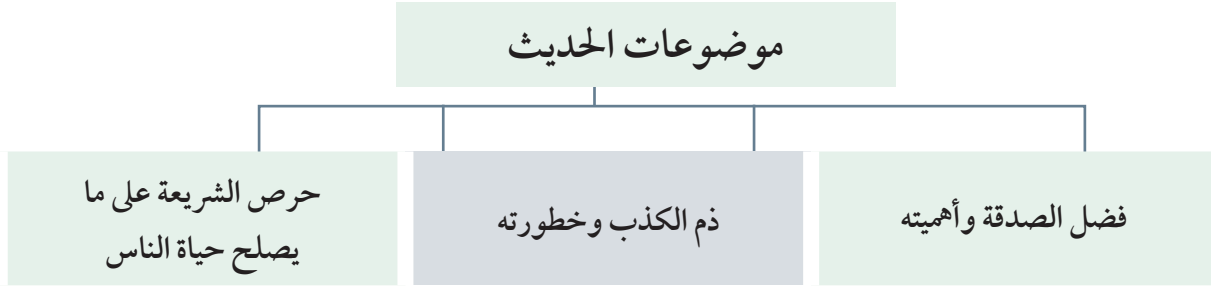 موضوعات الحديث
فضل الصدقة وأهميته
ذم الكذب وخطورته
حرص الشريعة على ما
يصلح حياة الناس